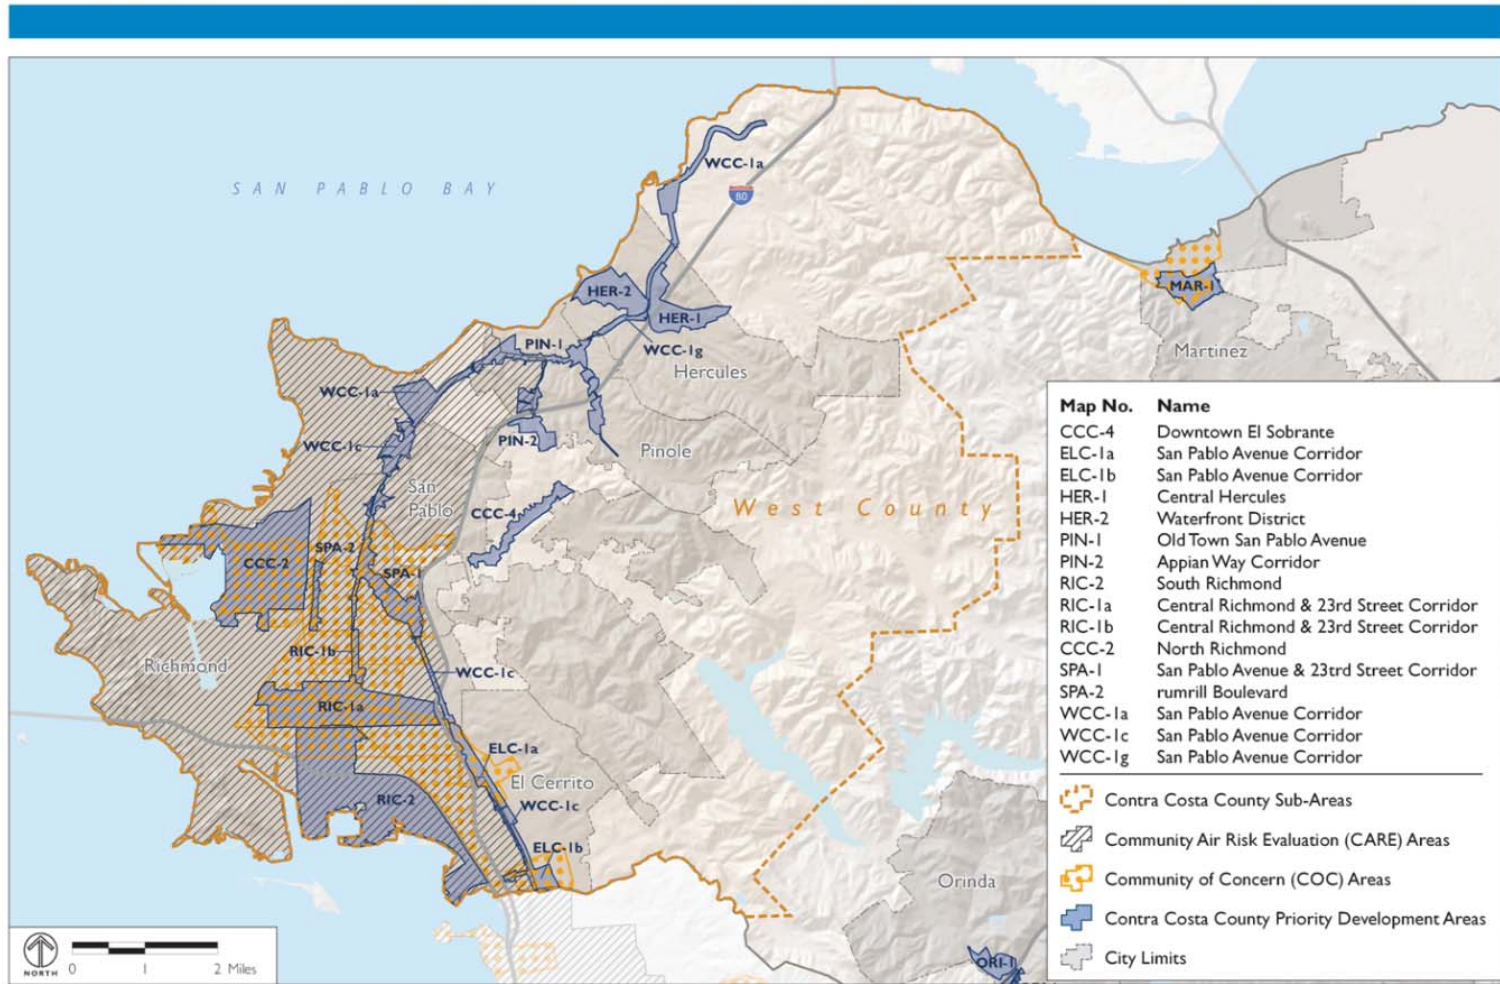 SAN PABLO BAY
WCC-1a
80
HER-2
HER-1
MAR-1
PIN-1
WCC-1g
Martinez
Hercules
WCC-1a
WCC-1c
PIN-2
Pinole
San
Pablo
CCC-4
West County
SPA-2
CCC-2
SPA-1
RIC-1b
Richmond
WCC-1c
RIC-1a
ELC-1a
El Cerrito
RIC-2
WCC-1c
ELC-1b
Orinda
ORI-1
NORTH
0 1 2 Miles
Map No. Name
CCC-4 Downtown El Sobrante
ELC-1a San Pablo Avenue Corridor
ELC-1b San Pablo Avenue Corridor
HER-1 Central Hercules
HER-2 Waterfront District
PIN-1 Old Town San Pablo Avenue
PIN-2 Appian Way Corridor
RIC-2 South Richmond
RIC-1a Central Richmond & 23rd Street Corridor
RIC-1b Central Richmond & 23rd Street Corridor
CCC-2 North Richmond
SPA-1 San Pablo Avenue & 23trd Street Corridor
SPA-2 rumrill Boulevard
WCC-1a San Pablo Avenue Corridor
WCC-1c San Pablo Avenue Corridor
WCC-1g San Pablo Avenue Corridor
Contra Costa County Sub-Areas
Community Air Risk Evaluation (CARE) Areas
Community of Concern (COC) Areas
Contra Costa County Priority Development Areas
City Limits